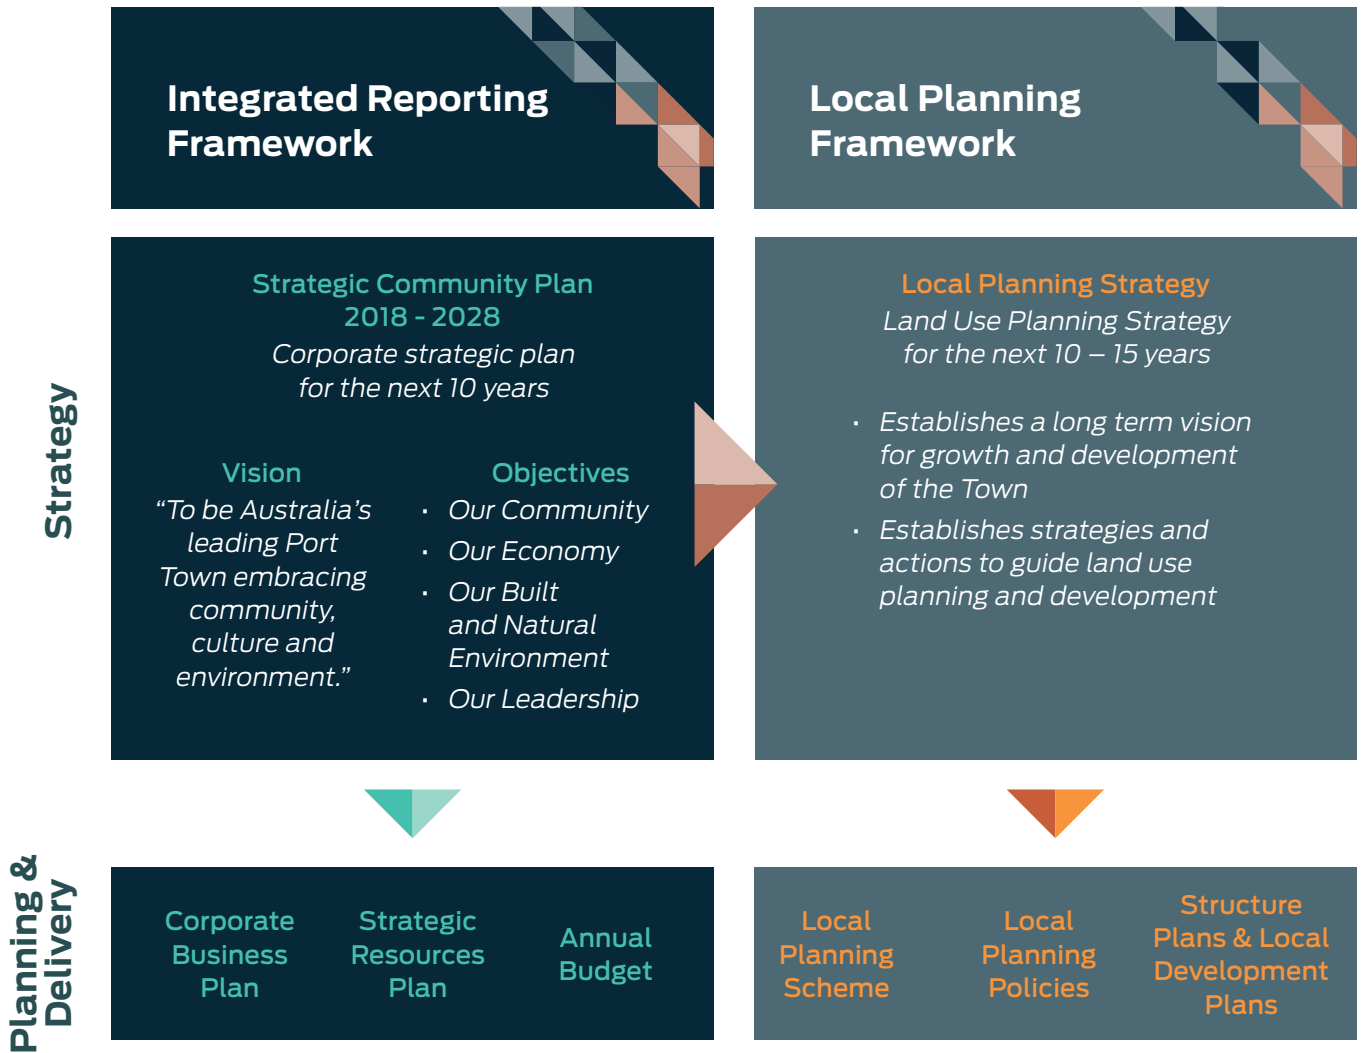 Integrated Reporting
Framework
Local Planning
Framework
Strategy
Strategic Community Plan
2018 - 2028
Corporate strategic plan
for the next 10 years
Vision
“To be Australia’s
leading Port
Town embracing
community,
culture and
environment.”
Objectives
· Our Community
· Our Economy
· Our Built
and Natural
Environment
· Our Leadership
Local Planning Strategy
Land Use Planning Strategy
for the next 10 – 15 years
· Establishes a long term vision
for growth and development
of the Town
· Establishes strategies and
actions to guide land use
planning and development
Planning &
Delivery
Corporate
Business
Plan
Strategic
Resources
Plan
Annual
Budget
Local
Planning
Scheme
Local
Planning
Policies
Structure
Plans & Local
Development
Plans